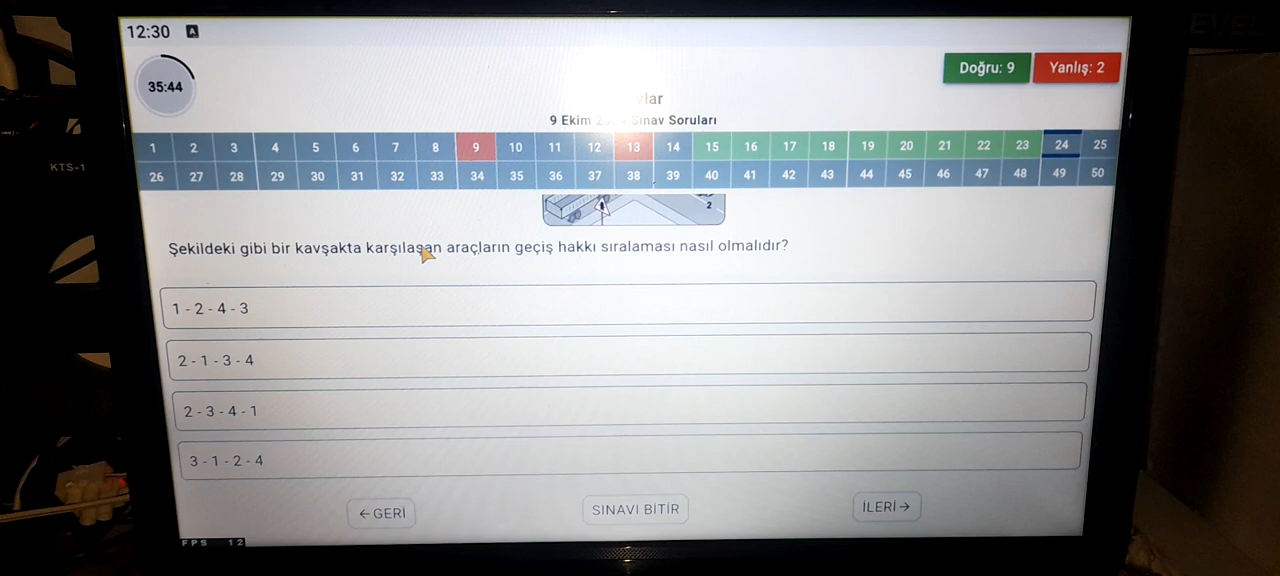 12:30 A
35:44
Doğru: 9 Yanlış: 2
9 Ekim Sınav Soruları
1 2 3 4 5 6 7 8 9 10 11 12 13 14 15 16 17 18 19 20 21 22 23 24 25
26 27 28 29 30 31 32 33 34 35 36 37 38 39 40 41 42 43 44 45 46 47 48 49 50
KTS-1
2
Şekildeki gibi bir kavşakta karşılaşan araçların geçiş hakkı sıralaması nasıl olmalıdır?
1 - 2 - 4 - 3
2 - 1 - 3 - 4
2 - 3 - 4 - 1
3 - 1 - 2 - 4
←GERİ SINAVI BİTİR İLERİ→
FPS 12